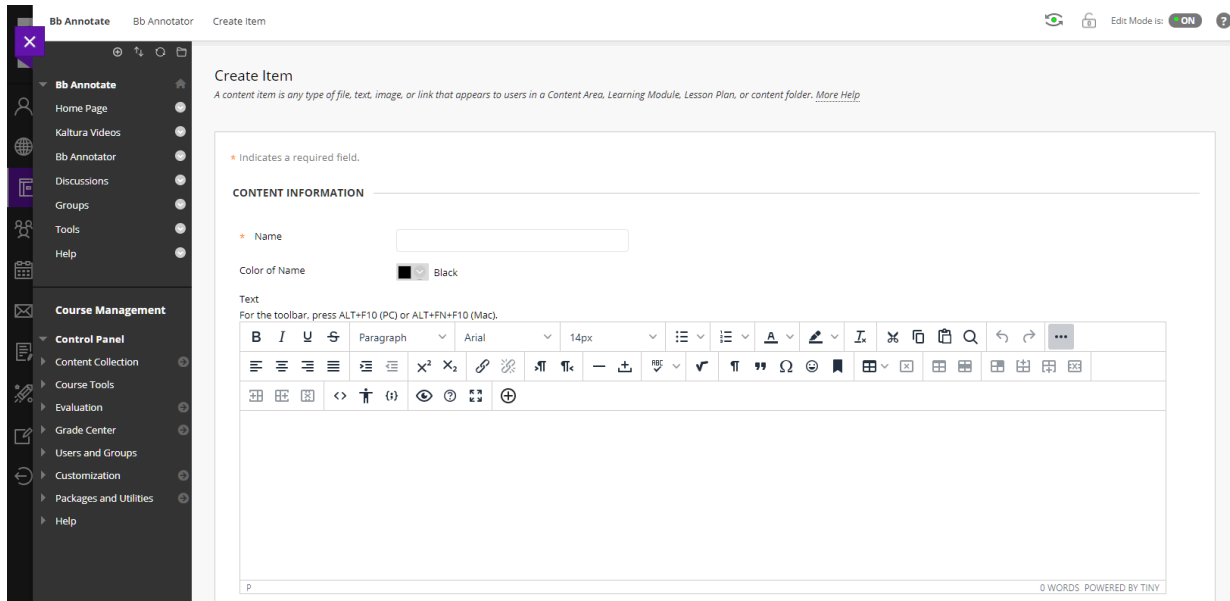 Bb Annotate Bb Annotator Create Item Edit Mode is: ON ?
Bb Annotate
Home Page
Kaltura Videos
Bb Annotator
Discussions
Groups
Tools
Help
Course Management
Control Panel
Content Collection
Course Tools
Evaluation
Grade Center
Users and Groups
Customization
Packages and Utilities
Help
Create Item
A content item is any type of file, text, image, or link that appears to users in a Content Area, Learning Module, Lesson Plan, or content folder. More Help
* Indicates a required field.
CONTENT INFORMATION
* Name
Color of Name Black
Text
For the toolbar, press ALT+F10 (PC) or ALT+FN+F10 (Mac).
B I U S Paragraph Arial 14px
P 0 WORDS POWERED BY TINY